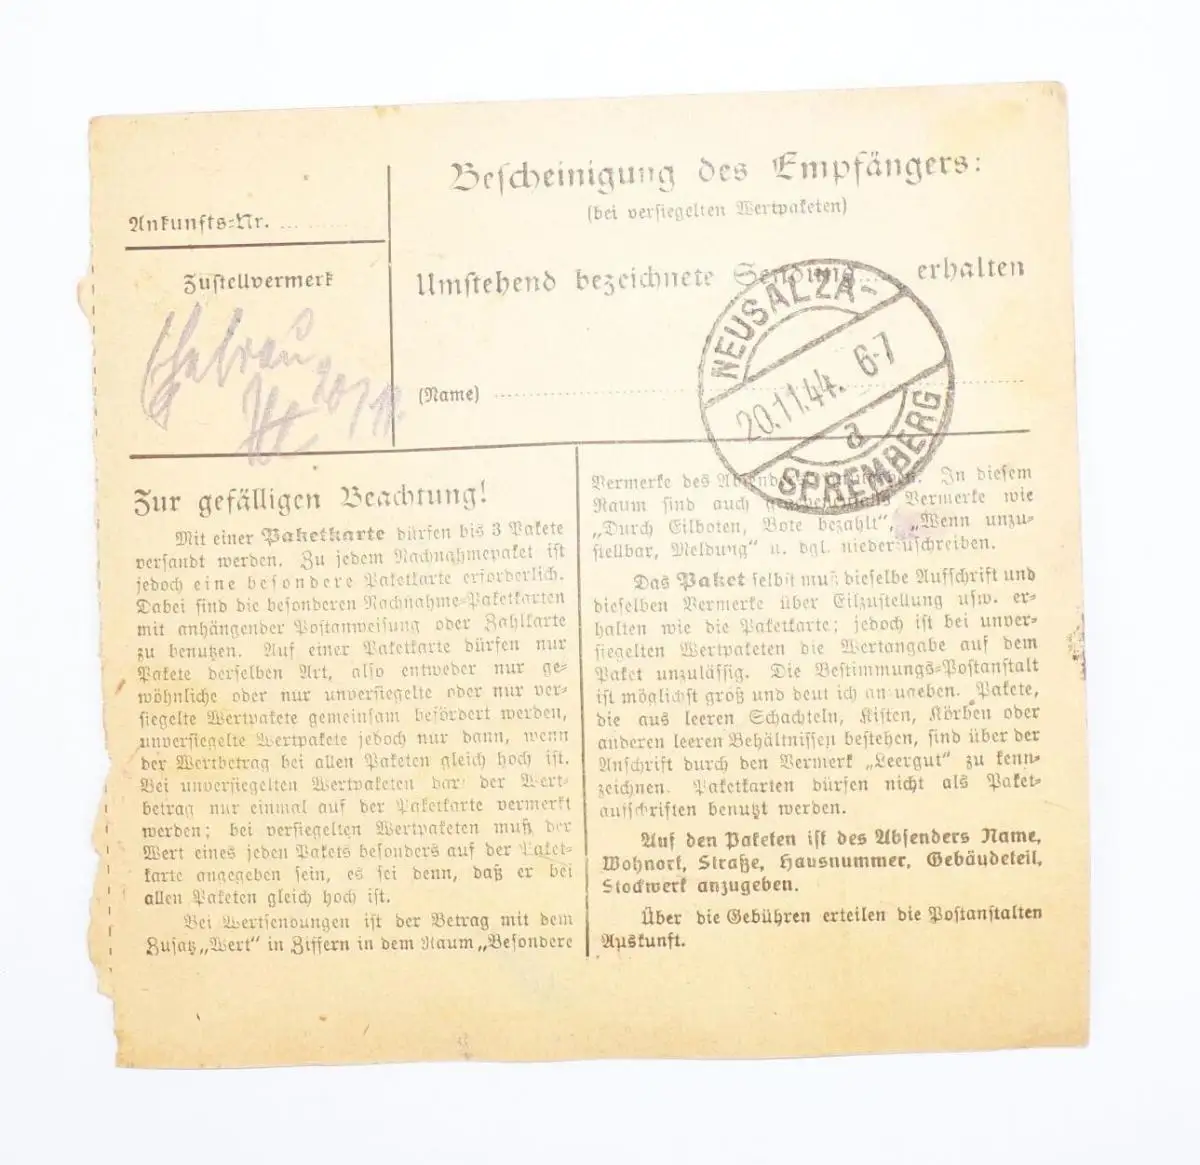 Ankunfts-Nr. ............
Zustellvermerk
Ehefrau
20/11
Bescheinigung des Empfängers:
(bei versiegelten Wertpaketen)
Umstehend bezeichnete Sendung.... erhalten
(Name) ............
NEUSALZA-
20.11.44. 6-7
a
SPREMBERG
Zur gefälligen Beachtung!
Mit einer Paketkarte dürfen bis 3 Pakete
versandt werden. Zu jedem Nachnahmepaket ist
jedoch eine besondere Paketkarte erforderlich.
Dabei sind die besonderen Nachnahme-Paketkarten
mit anhängender Postanweisung oder Zahlkarte
zu benutzen. Auf einer Paketkarte dürfen nur
Pakete derselben Art, also entweder nur ge-
wöhnliche oder nur unversiegelte oder nur ver-
siegelte Wertpakete gemeinsam befördert werden,
unversiegelte Wertpakete jedoch nur dann, wenn
der Wertbetrag bei allen Paketen gleich hoch ist.
Bei unversiegelten Wertpaketen darf der Wert-
betrag nur einmal auf der Paketkarte vermerkt
werden; bei versiegelten Wertpaketen muß der
Wert eines jeden Pakets besonders auf der Paket-
karte angegeben sein, es sei denn, daß er bei
allen Paketen gleich hoch ist.
Bei Wertsendungen ist der Betrag mit dem
Zusatz „Wert" in Ziffern in dem Raum „Besondere
Vermerke des Absenders" In diesem
Raum sind auch gegebenenfalls Vermerke wie
„Durch Eilboten, Bote bezahlt", „Wenn unzu-
stellbar, Meldung" u. dgl. niederzuschreiben.
Das Paket selbst muß dieselbe Aufschrift und
dieselben Vermerke über Eilzustellung usw. er-
halten wie die Paketkarte; jedoch ist bei unver-
siegelten Wertpaketen die Wertangabe auf dem
Paket unzulässig. Die Bestimmungs-Postanstalt
ist möglichst groß und deutlich anzugeben. Pakete,
die aus leeren Schachteln, Kisten, Körben oder
anderen leeren Behältnissen bestehen, sind über der
Anschrift durch den Vermerk „Leergut" zu kenn-
zeichnen. Paketkarten dürfen nicht als Paket-
aufschriften benutzt werden.
Auf den Paketen ist des Absenders Name,
Wohnort, Straße, Hausnummer, Gebäudeteil,
Stockwerk anzugeben.
Über die Gebühren erteilen die Postanstalten
Auskunft.